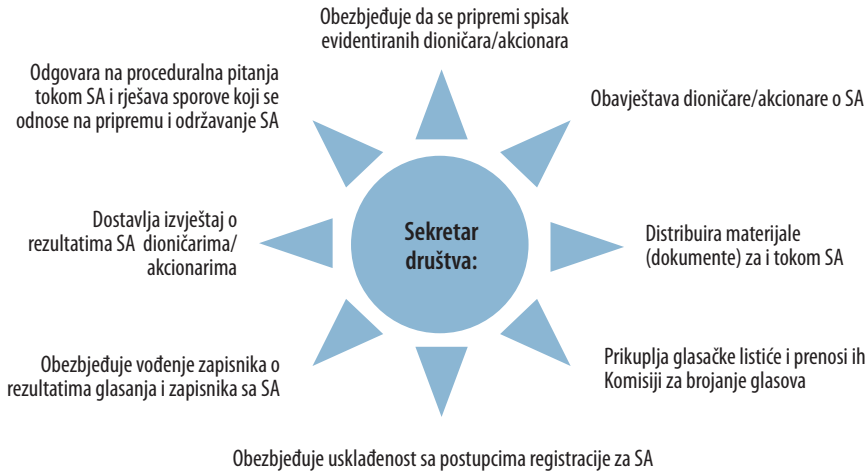 Obezbjeđuje da se pripremi spisak
evidentiranih dioničara/akcionara
Obavještava dioničare/akcionare o SA
Distribuira materijale
(dokumente) za i tokom SA
Prikuplja glasačke listiće i prenosi ih
Komisiji za brojanje glasova
Obezbjeđuje usklađenost sa postupcima registracije za SA
Obezbjeđuje vođenje zapisnika o
rezultatima glasanja i zapisnika sa SA
Dostavlja izvještaj o
rezultatima SA dioničarima/
akcionarima
Odgovara na proceduralna pitanja
tokom SA i rješava sporove koji se
odnose na pripremu i održavanje SA
Sekretar
društva: